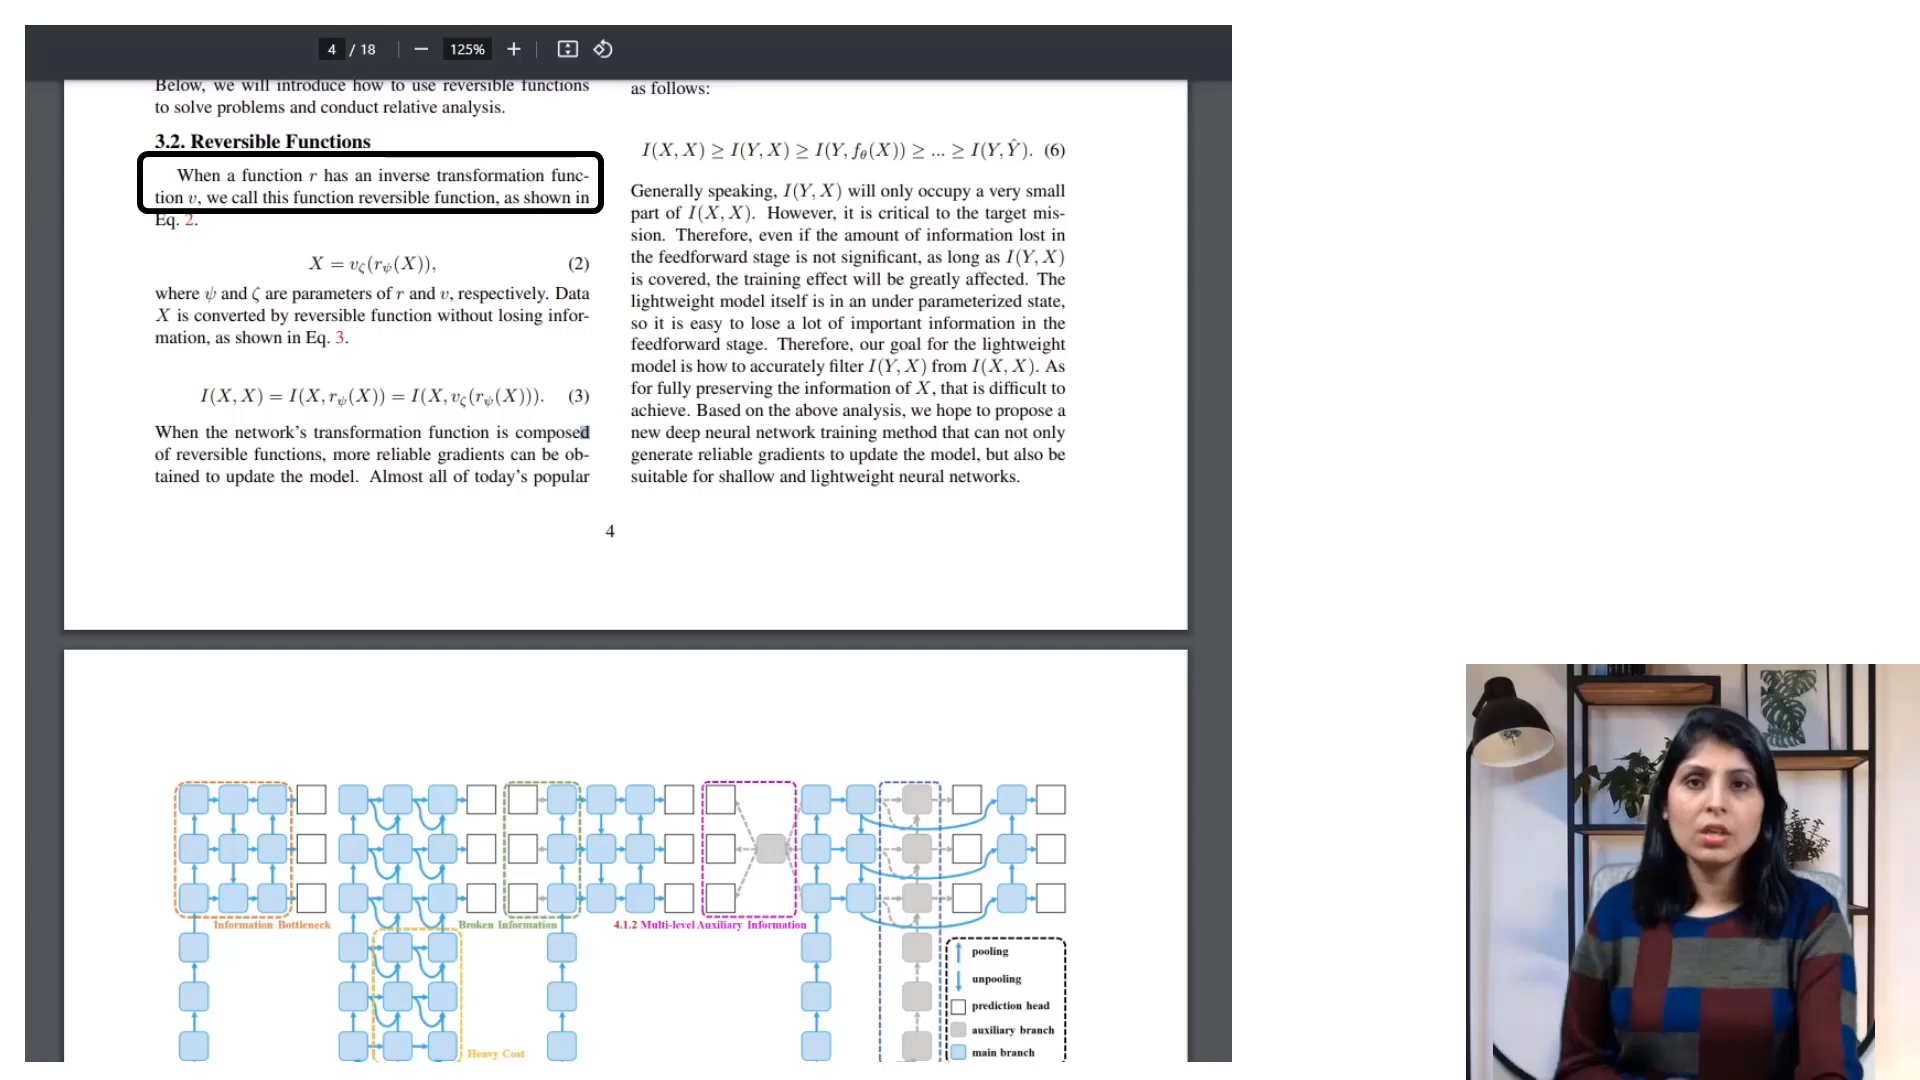 4 / 18 125%
Below, we will introduce how to use reversible functions
to solve problems and conduct relative analysis.
3.2. Reversible Functions
When a function r has an inverse transformation func-
tion v, we call this function reversible function, as shown in
Eq. 2.
X = v_ζ(r_ψ(X)), (2)
where ψ and ζ are parameters of r and v, respectively. Data
X is converted by reversible function without losing infor-
mation, as shown in Eq. 3.
I(X, X) = I(X, r_ψ(X)) = I(X, v_ζ(r_ψ(X))). (3)
When the network's transformation function is composed
of reversible functions, more reliable gradients can be ob-
tained to update the model. Almost all of today's popular
as follows:
I(X, X) ≥ I(Y, X) ≥ I(Y, f_θ(X)) ≥ ... ≥ I(Y, Ŷ). (6)
Generally speaking, I(Y, X) will only occupy a very small
part of I(X, X). However, it is critical to the target mis-
sion. Therefore, even if the amount of information lost in
the feedforward stage is not significant, as long as I(Y, X)
is covered, the training effect will be greatly affected. The
lightweight model itself is in an under parameterized state,
so it is easy to lose a lot of important information in the
feedforward stage. Therefore, our goal for the lightweight
model is how to accurately filter I(Y, X) from I(X, X). As
for fully preserving the information of X, that is difficult to
achieve. Based on the above analysis, we hope to propose a
new deep neural network training method that can not only
generate reliable gradients to update the model, but also be
suitable for shallow and lightweight neural networks.
4
Information Bottleneck
Broken Information
4.1.2 Multi-level Auxiliary Information
Heavy Cost
pooling
unpooling
prediction head
auxiliary branch
main branch